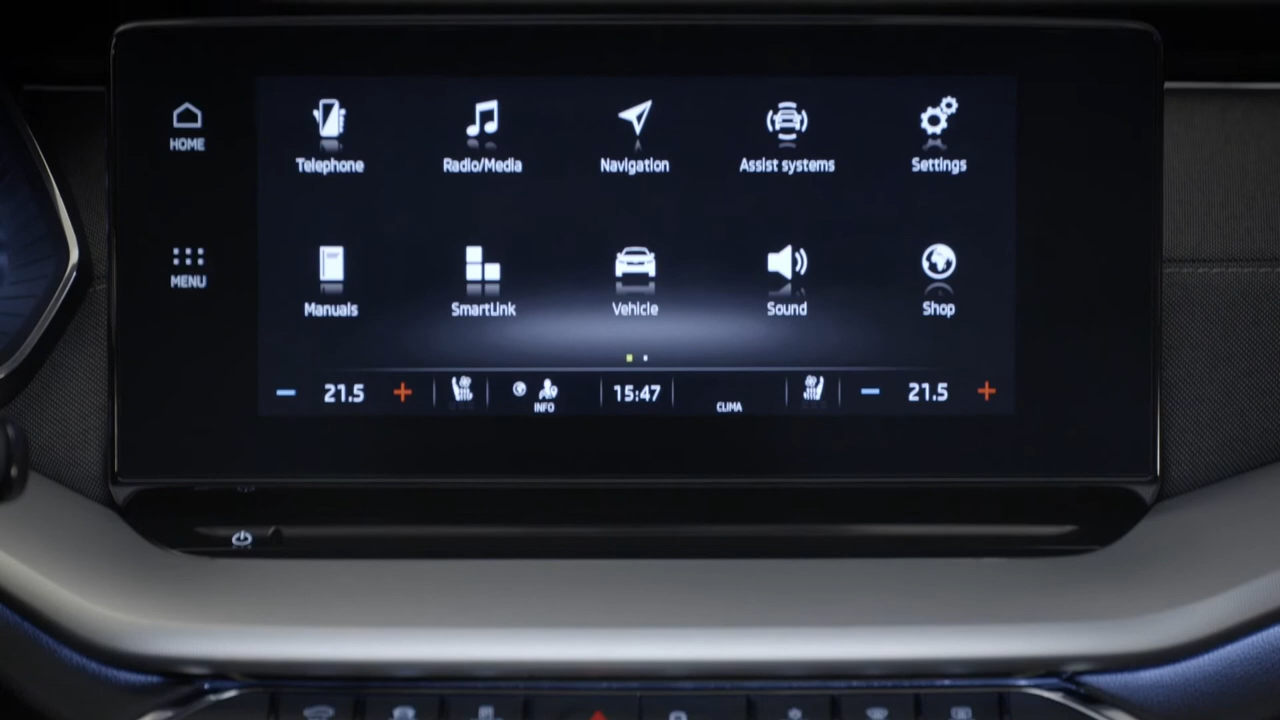 HOME
Telephone
Radio/Media
Navigation
Assist systems
Settings
MENU
Manuals
SmartLink
Vehicle
Sound
Shop
21.5
INFO
15:47
CLIMA
21.5